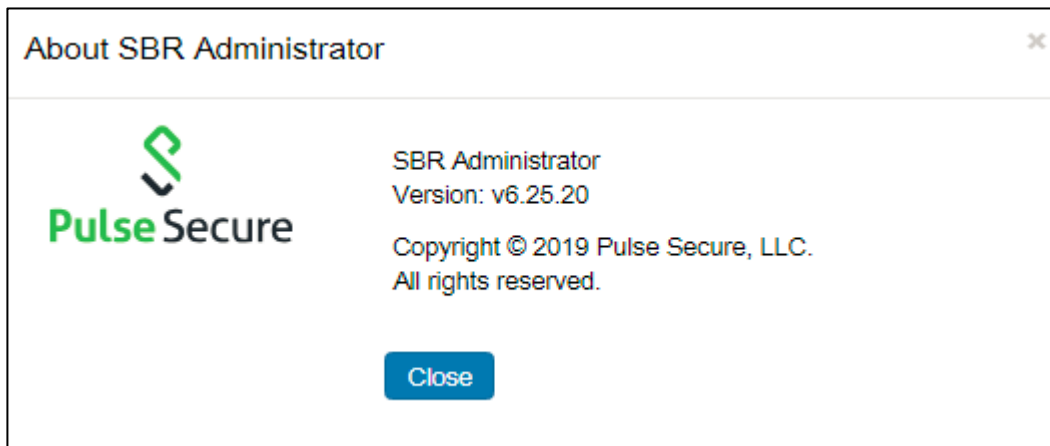 About SBR Administrator
×
Pulse Secure
SBR Administrator
Version: v6.25.20
Copyright © 2019 Pulse Secure, LLC.
All rights reserved.
Close